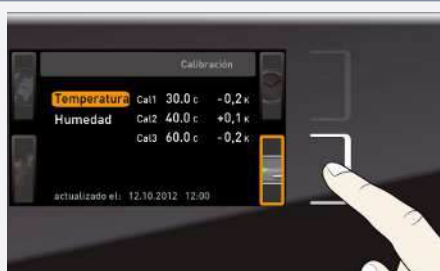 Calibración
Temperatura Cal1 30.0 c -0,2 K
Humedad Cal2 40.0 c +0,1 K
Cal3 60.0 c -0,2 K
actualizado el: 12.10.2012 12:00